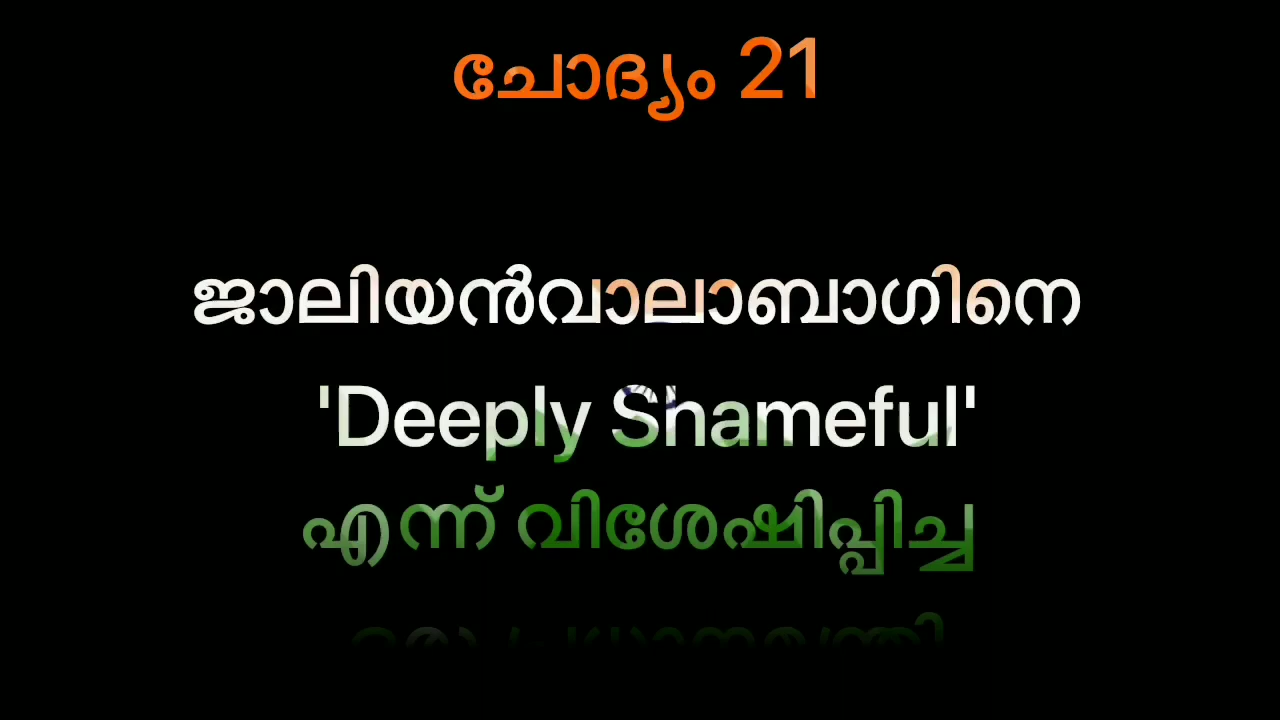 ചോദ്യം 21
ജാലിയൻവാലാബാഗിനെ
'Deeply Shameful'
എന്ന് വിശേഷിപ്പിച്ച